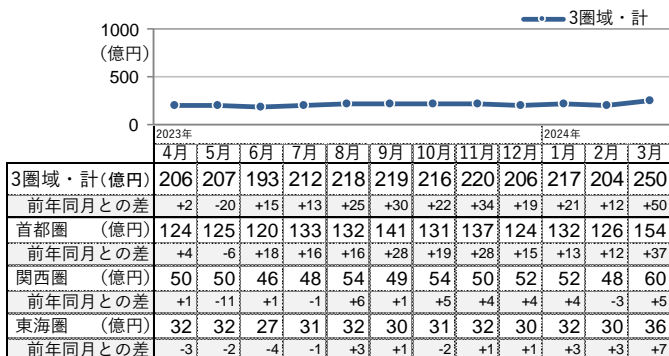 3圏域・計
1000
(億円)
500
0
2023年 2024年
4月 5月 6月 7月 8月 9月 10月 11月 12月 1月 2月 3月
3圏域・計(億円) 206 207 193 212 218 219 216 220 206 217 204 250
前年同月との差 +2 -20 +15 +13 +25 +30 +22 +34 +19 +21 +12 +50
首都圏 (億円) 124 125 120 133 132 141 131 137 124 132 126 154
前年同月との差 +4 -6 +18 +16 +16 +28 +19 +28 +15 +13 +12 +37
関西圏 (億円) 50 50 46 48 54 49 54 50 52 52 48 60
前年同月との差 +1 -11 +1 -1 +6 +1 +5 +4 +4 +4 -3 +5
東海圏 (億円) 32 32 27 31 32 30 31 32 30 32 30 36
前年同月との差 -3 -2 -4 -1 +3 +1 -2 +1 +1 +3 +3 +7